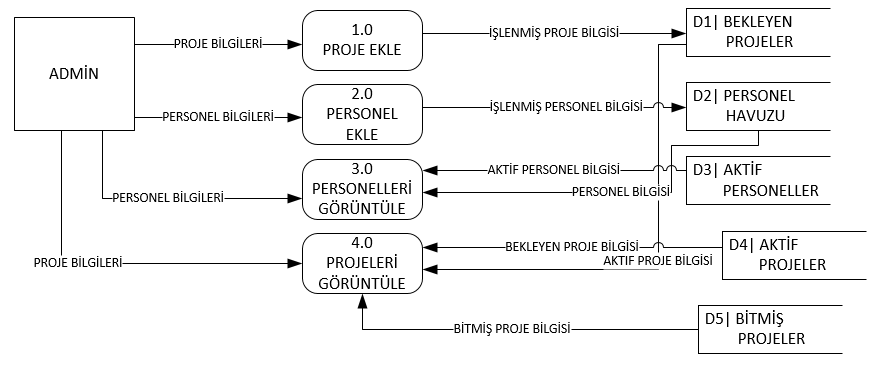 ADMİN
PROJE BİLGİLERİ
1.0
PROJE EKLE
İŞLENMİŞ PROJE BİLGİSİ
D1| BEKLEYEN
PROJELER
PERSONEL BİLGİLERİ
2.0
PERSONEL
EKLE
İŞLENMİŞ PERSONEL BİLGİSİ
D2| PERSONEL
HAVUZU
PERSONEL BİLGİLERİ
3.0
PERSONELLERİ
GÖRÜNTÜLE
AKTİF PERSONEL BİLGİSİ
PERSONEL BİLGİSİ
D3| AKTİF
PERSONELLER
PROJE BİLGİLERİ
4.0
PROJELERİ
GÖRÜNTÜLE
BEKLEYEN PROJE BİLGİSİ
AKTIF PROJE BİLGİSİ
D4| AKTİF
PROJELER
BİTMİŞ PROJE BİLGİSİ
D5| BİTMİŞ
PROJELER